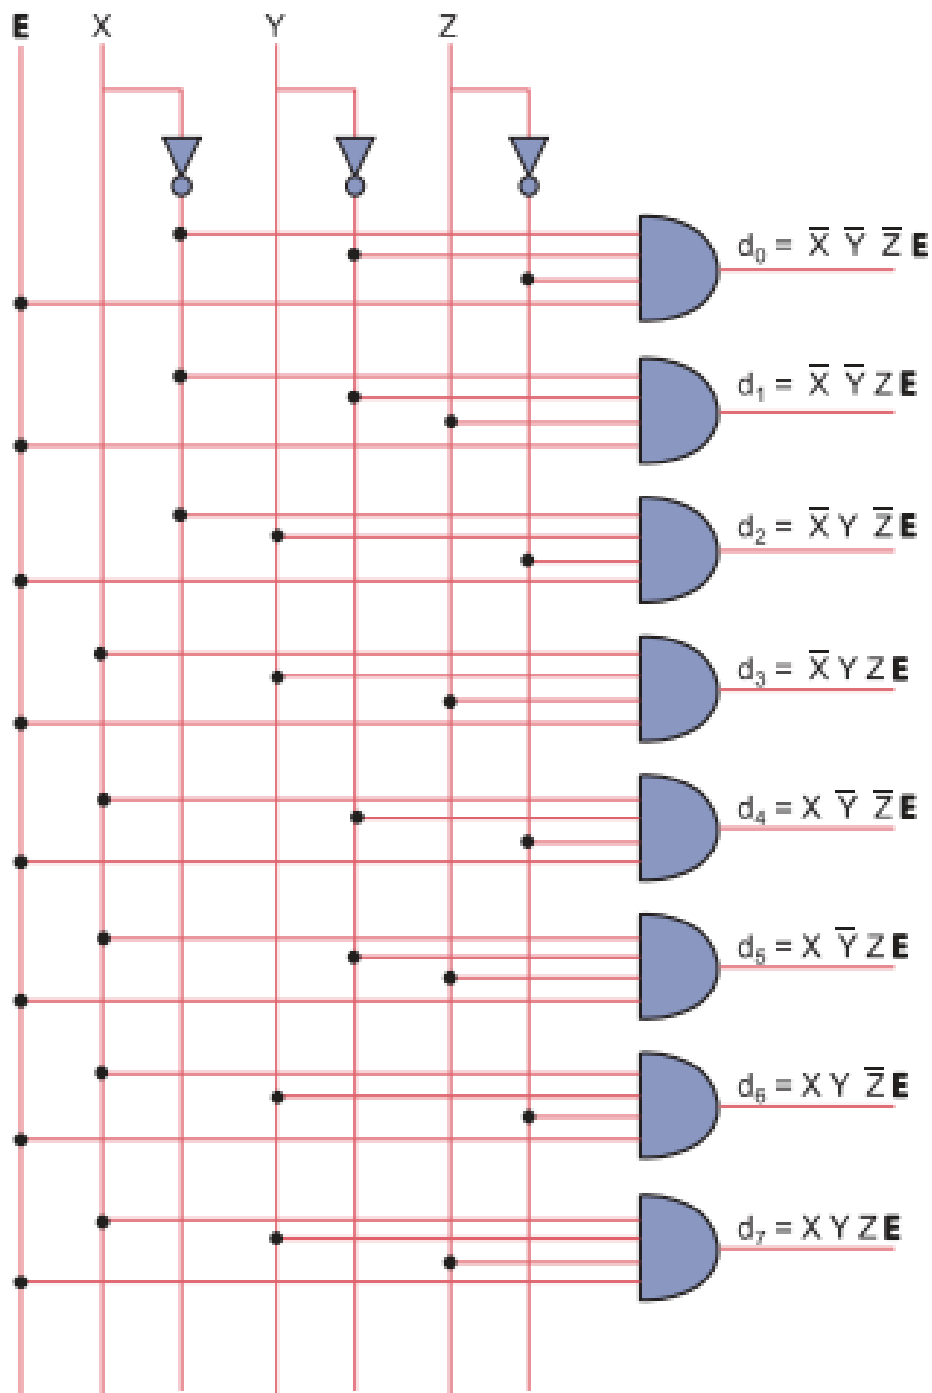 E X Y Z
d₀ = X̅ Y̅ Z̅ E
d₁ = X̅ Y̅ Z E
d₂ = X̅ Y Z̅ E
d₃ = X̅ Y Z E
d₄ = X Y̅ Z̅ E
d₅ = X Y̅ Z E
d₆ = X Y Z̅ E
d₇ = X Y Z E